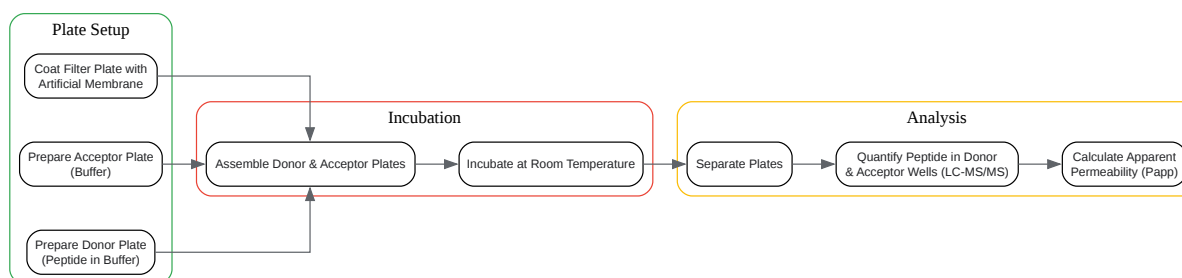 Plate Setup
Coat Filter Plate with
Artificial Membrane
Prepare Acceptor Plate
(Buffer)
Prepare Donor Plate
(Peptide in Buffer)
Incubation
Assemble Donor & Acceptor Plates
Incubate at Room Temperature
Analysis
Separate Plates
Quantify Peptide in Donor
& Acceptor Wells (LC-MS/MS)
Calculate Apparent
Permeability (Papp)